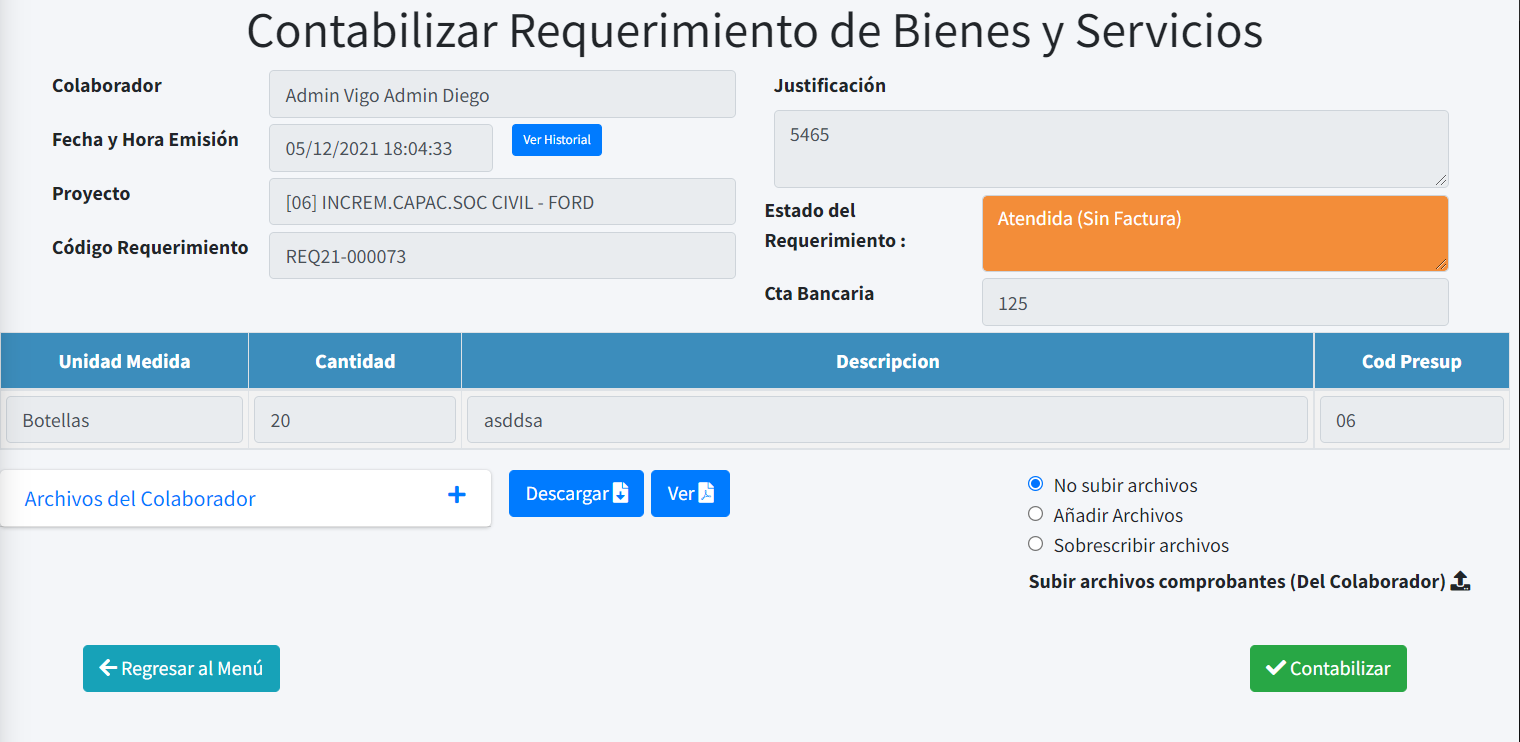 Contabilizar Requerimiento de Bienes y Servicios
Colaborador
Admin Vigo Admin Diego
Fecha y Hora Emisión
05/12/2021 18:04:33
Ver Historial
Proyecto
[06] INCREM.CAPAC.SOC CIVIL - FORD
Código Requerimiento
REQ21-000073
Justificación
5465
Estado del
Requerimiento :
Atendida (Sin Factura)
Cta Bancaria
125
Unidad Medida Cantidad Descripcion Cod Presup
Botellas 20 asddsa 06
Archivos del Colaborador
Descargar Ver
No subir archivos
Añadir Archivos
Sobrescribir archivos
Subir archivos comprobantes (Del Colaborador)
Regresar al Menú
Contabilizar